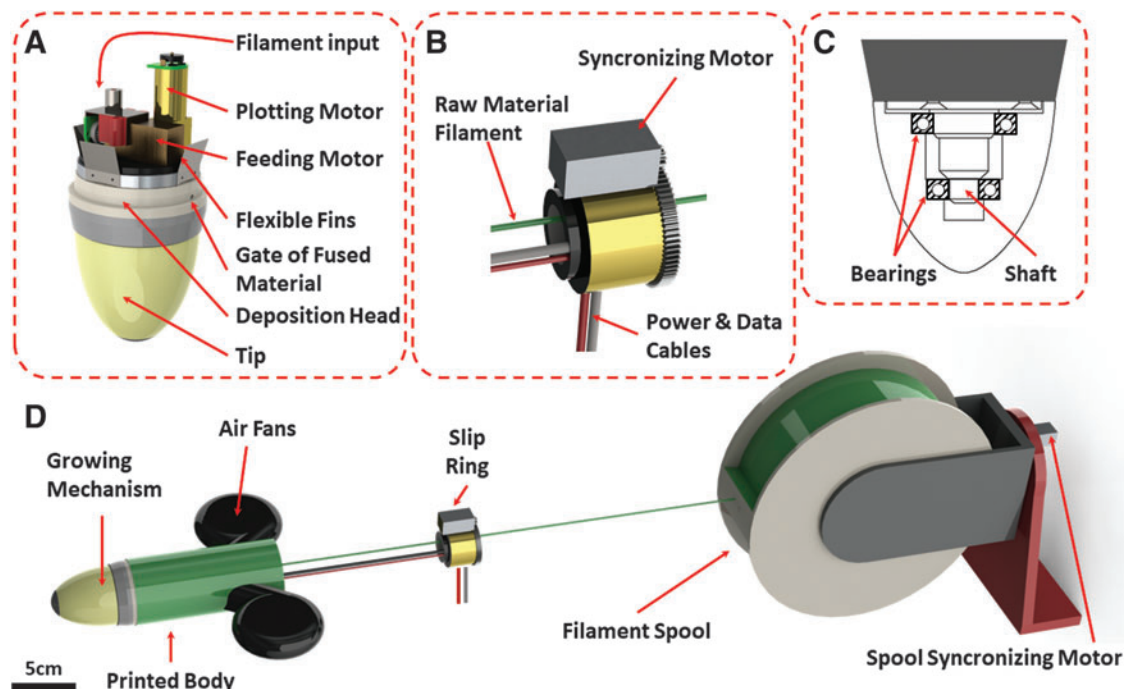 A
Filament input
Plotting Motor
Feeding Motor
Flexible Fins
Gate of Fused
Material
Deposition Head
Tip
B
Syncronizing Motor
Raw Material
Filament
Power & Data
Cables
C
Bearings
Shaft
D
Air Fans
Growing
Mechanism
Slip
Ring
Filament Spool
Spool Syncronizing Motor
5cm
Printed Body